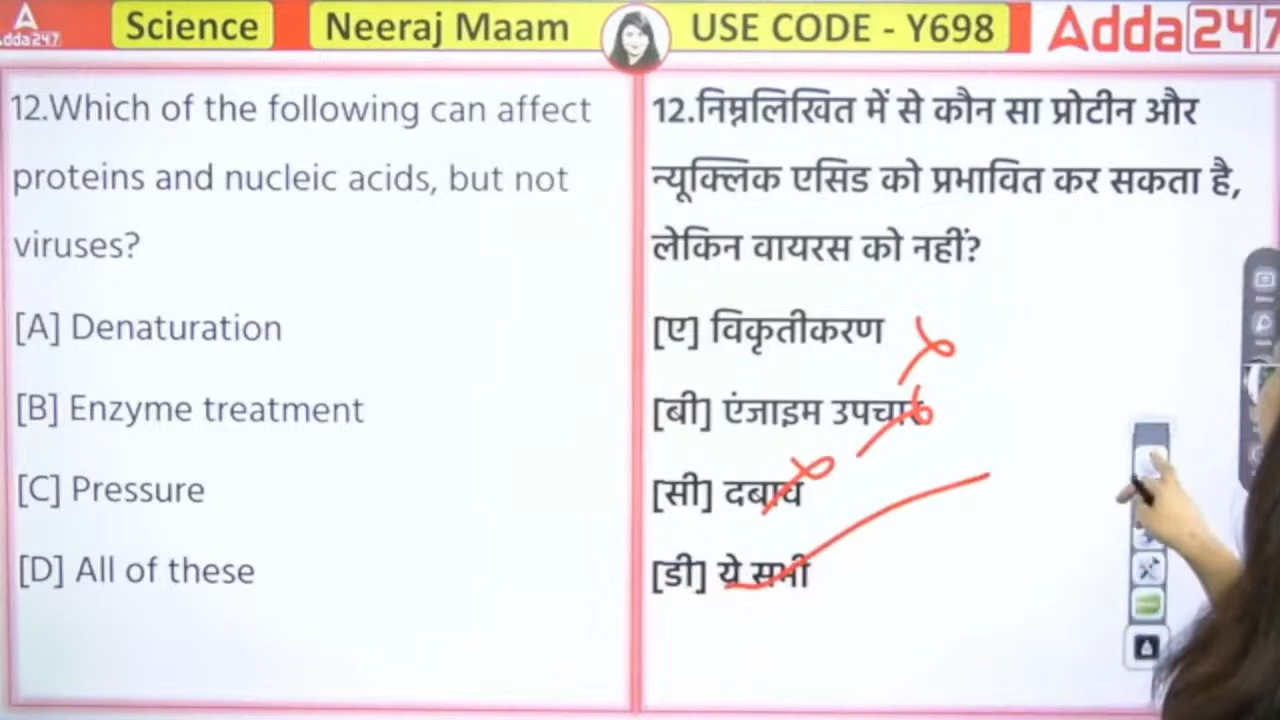 Adda247
Science
Neeraj Maam
USE CODE - Y698
Adda247
12.Which of the following can affect
proteins and nucleic acids, but not
viruses?
[A] Denaturation
[B] Enzyme treatment
[C] Pressure
[D] All of these
12.निम्नलिखित में से कौन सा प्रोटीन और
न्यूक्लिक एसिड को प्रभावित कर सकता है,
लेकिन वायरस को नहीं?
[ए] विकृतीकरण
[बी] एंजाइम उपचार
[सी] दबाव
[डी] ये सभी